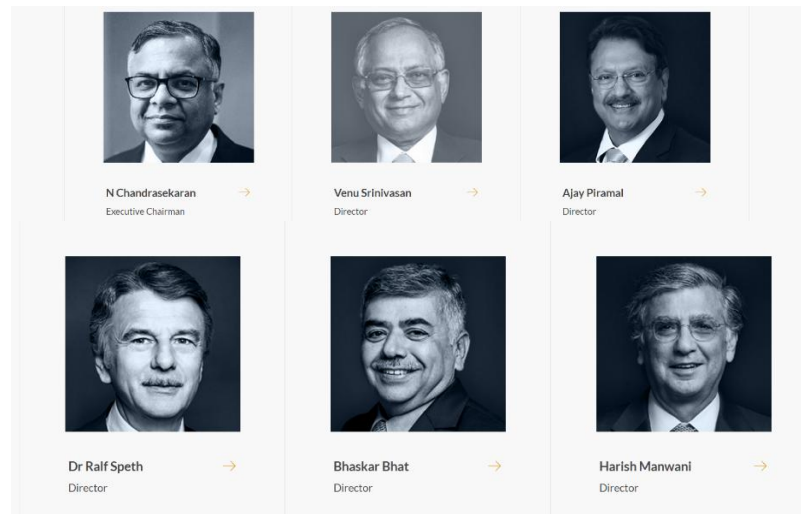 N Chandrasekaran
Executive Chairman
Venu Srinivasan
Director
Ajay Piramal
Director
Dr Ralf Speth
Director
Bhaskar Bhat
Director
Harish Manwani
Director